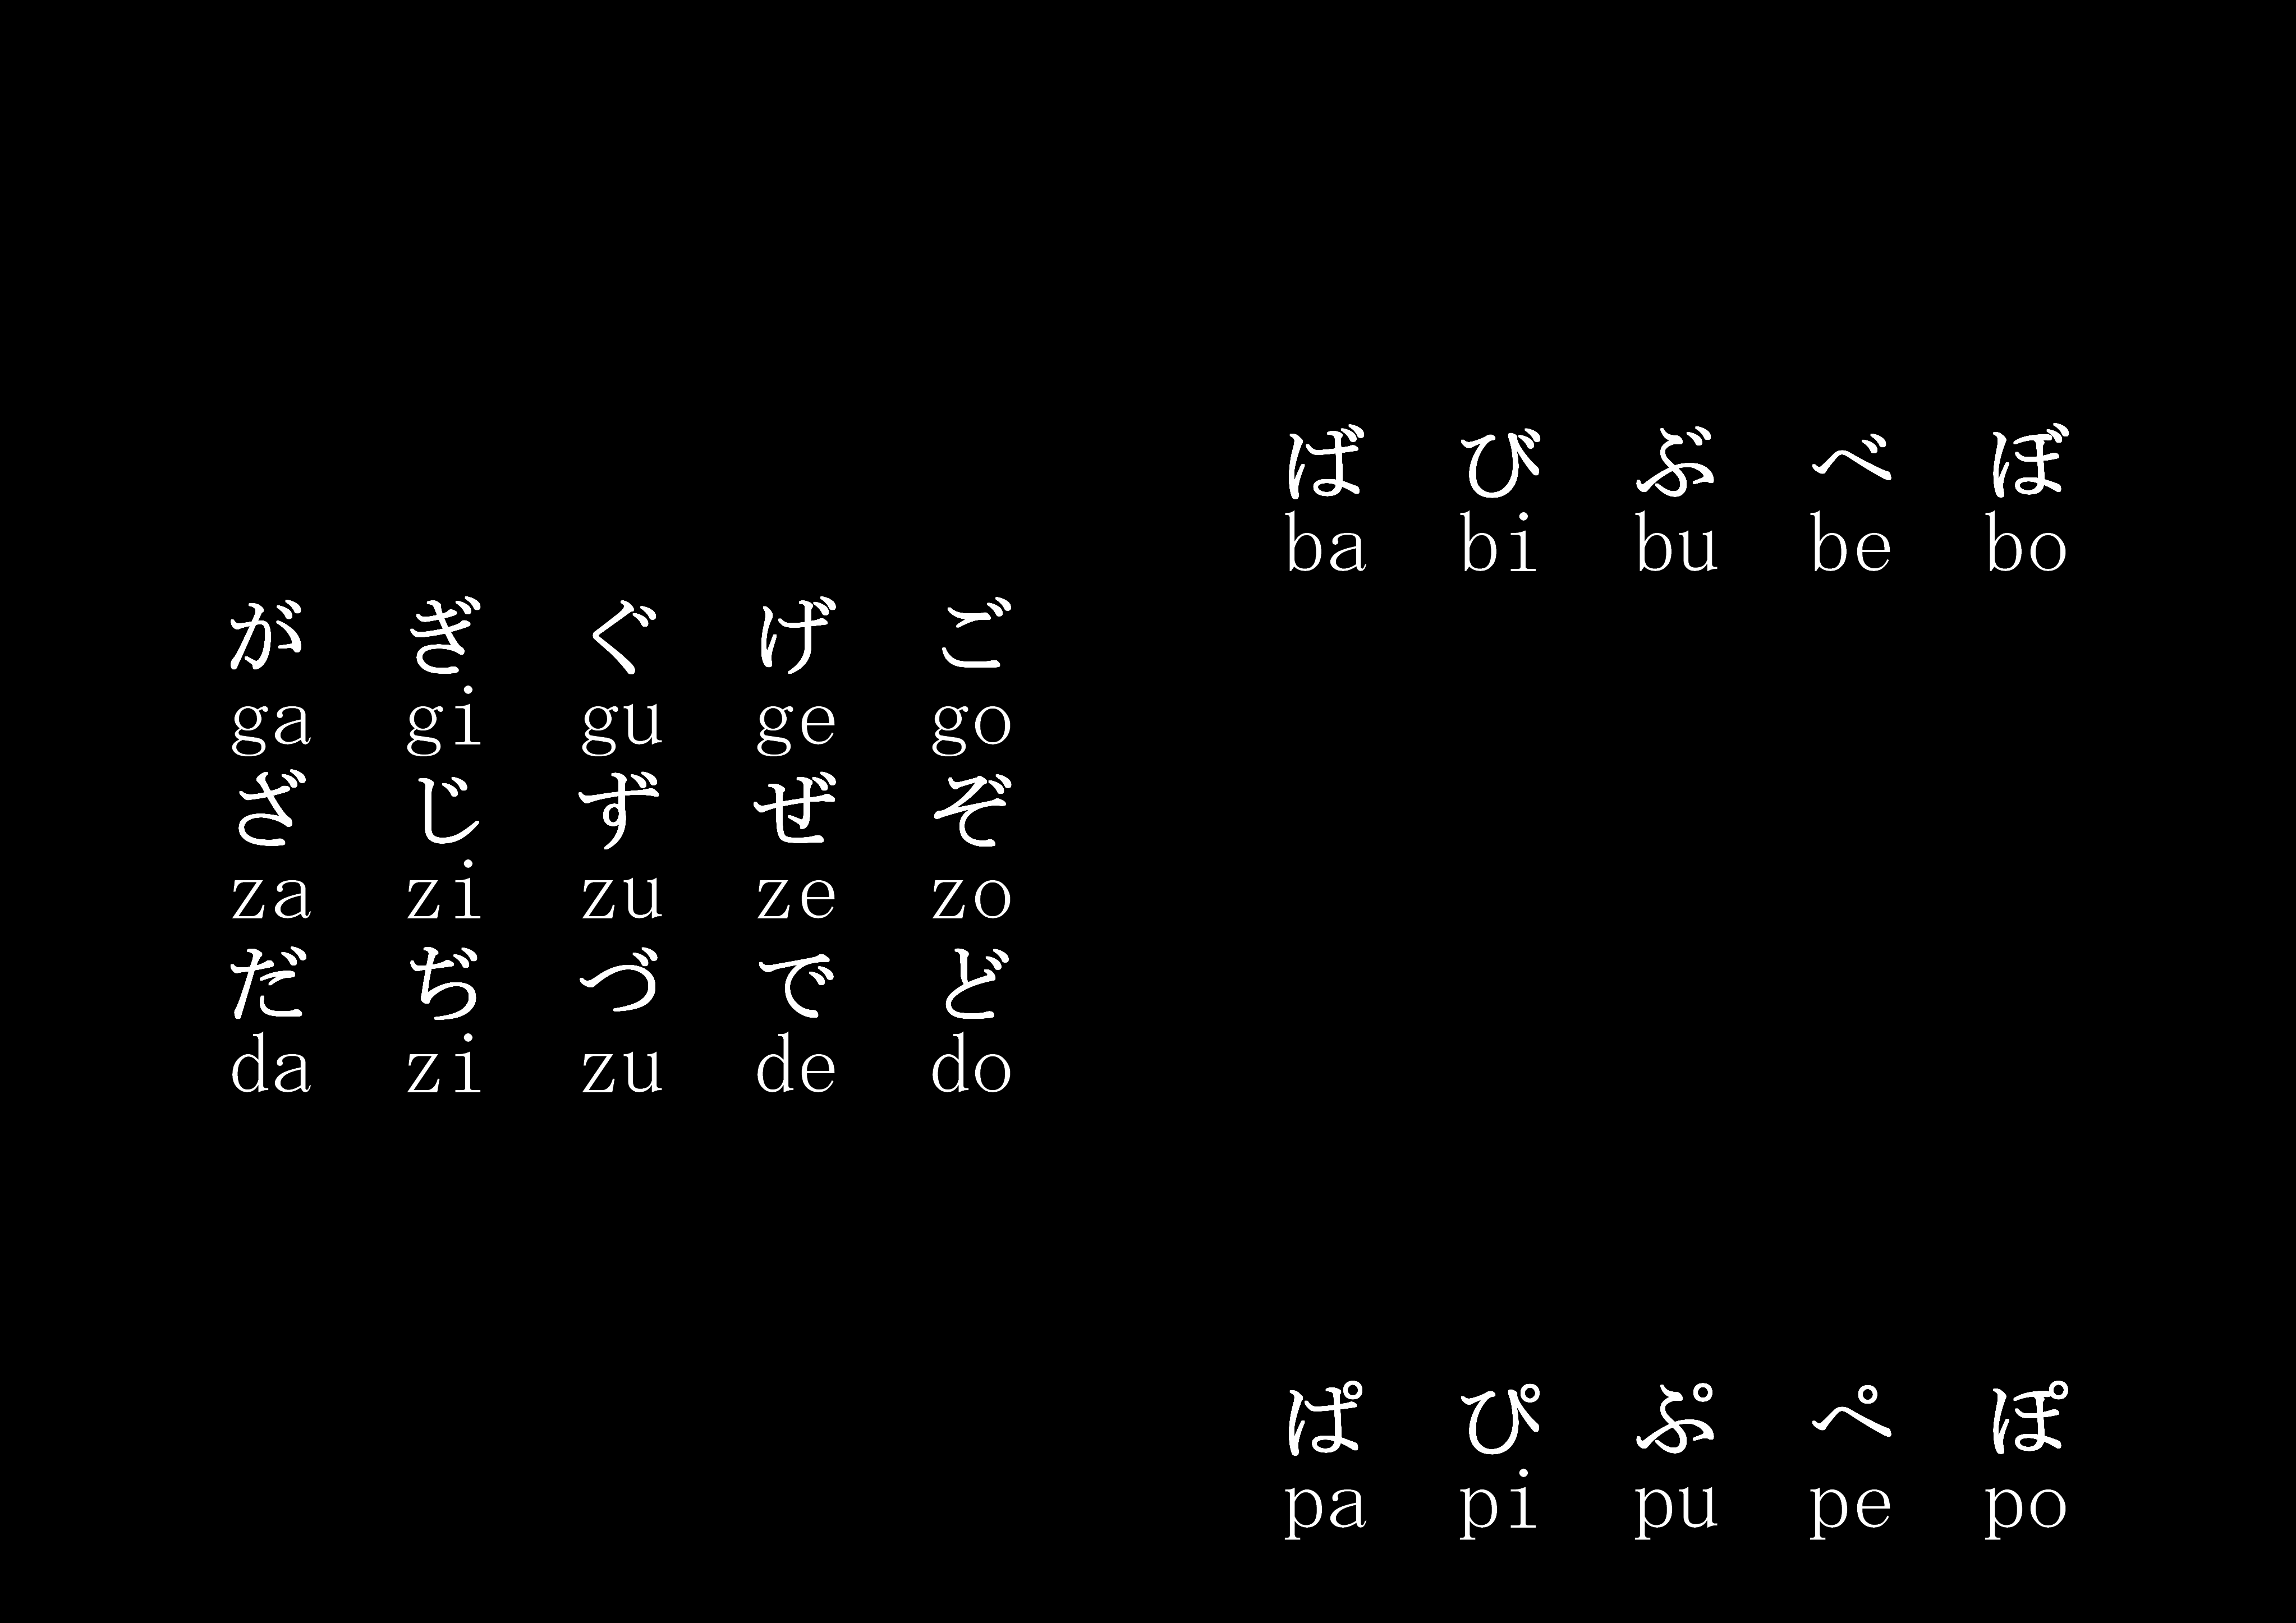 ば び ぶ べ ぼ
ba bi bu be bo
が ぎ ぐ げ ご
ga gi gu ge go
ざ じ ず ぜ ぞ
za zi zu ze zo
だ ぢ づ で ど
da zi zu de do
ぱ ぴ ぷ ぺ ぽ
pa pi pu pe po